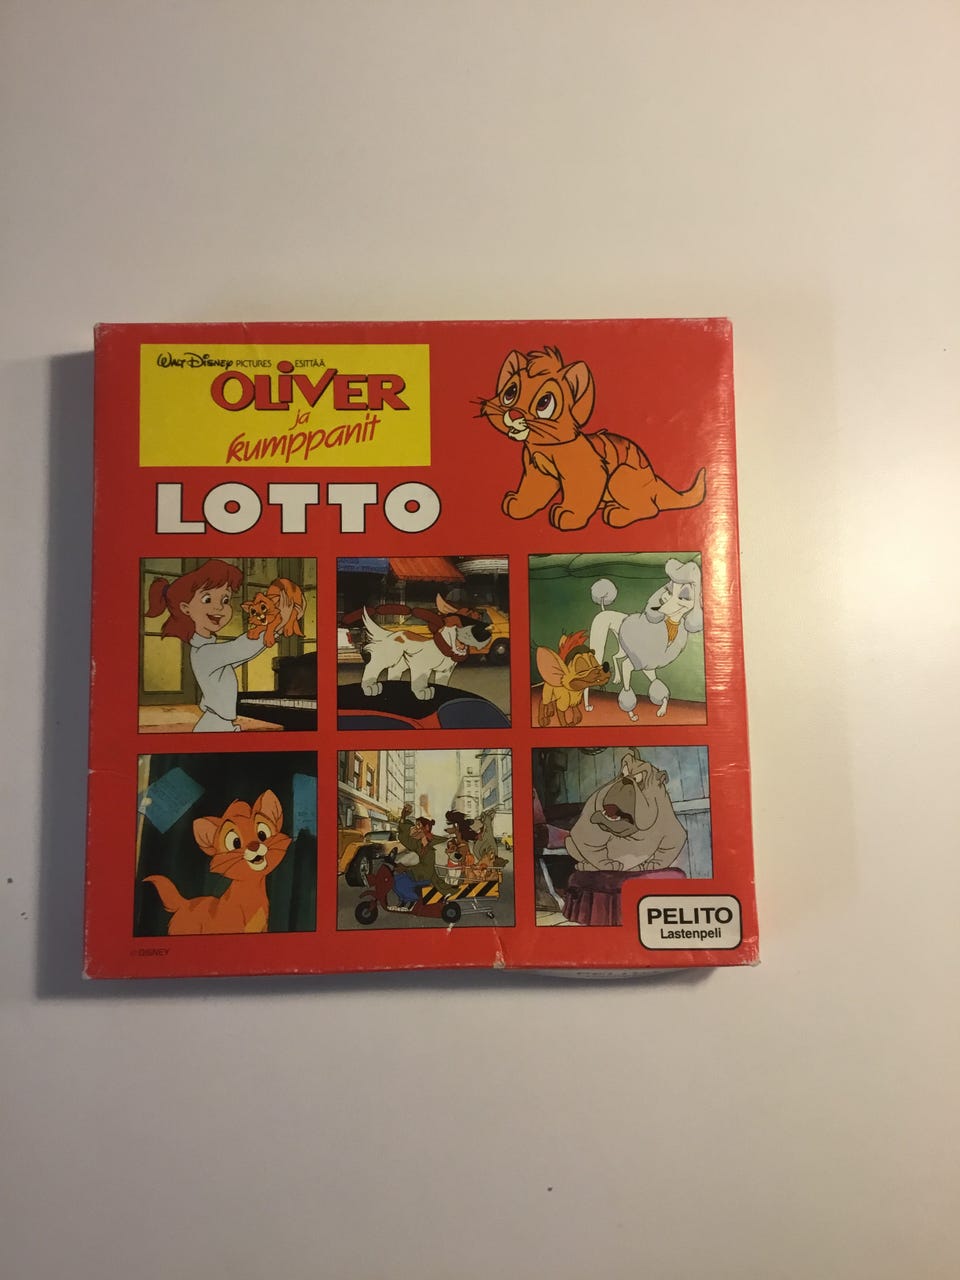 WALT DISNEY PICTURES ESITTÄÄ
OLIVER
ja
kumppanit
LOTTO
PELITO
Lastenpeli
© DISNEY